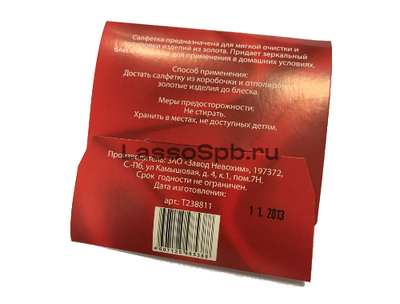 Салфетка предназначена для мягкой очистки и
полировки изделий из золота. Придает зеркальный
блеск для применения в домашних условиях.
Способ применения:
Достать салфетку из коробочки и отполировать
золотые изделия до блеска.
Меры предосторожности:
Не стирать.
Хранить в местах, не доступных детям.
LassoSpb.ru
Производитель: ЗАО «Завод Невохим», 197372,
С.-Пб, ул Камышовая, д. 4, к.1, пом.7Н.
Срок годности не ограничен.
Дата изготовления:
11. 2013
арт.: Т238811